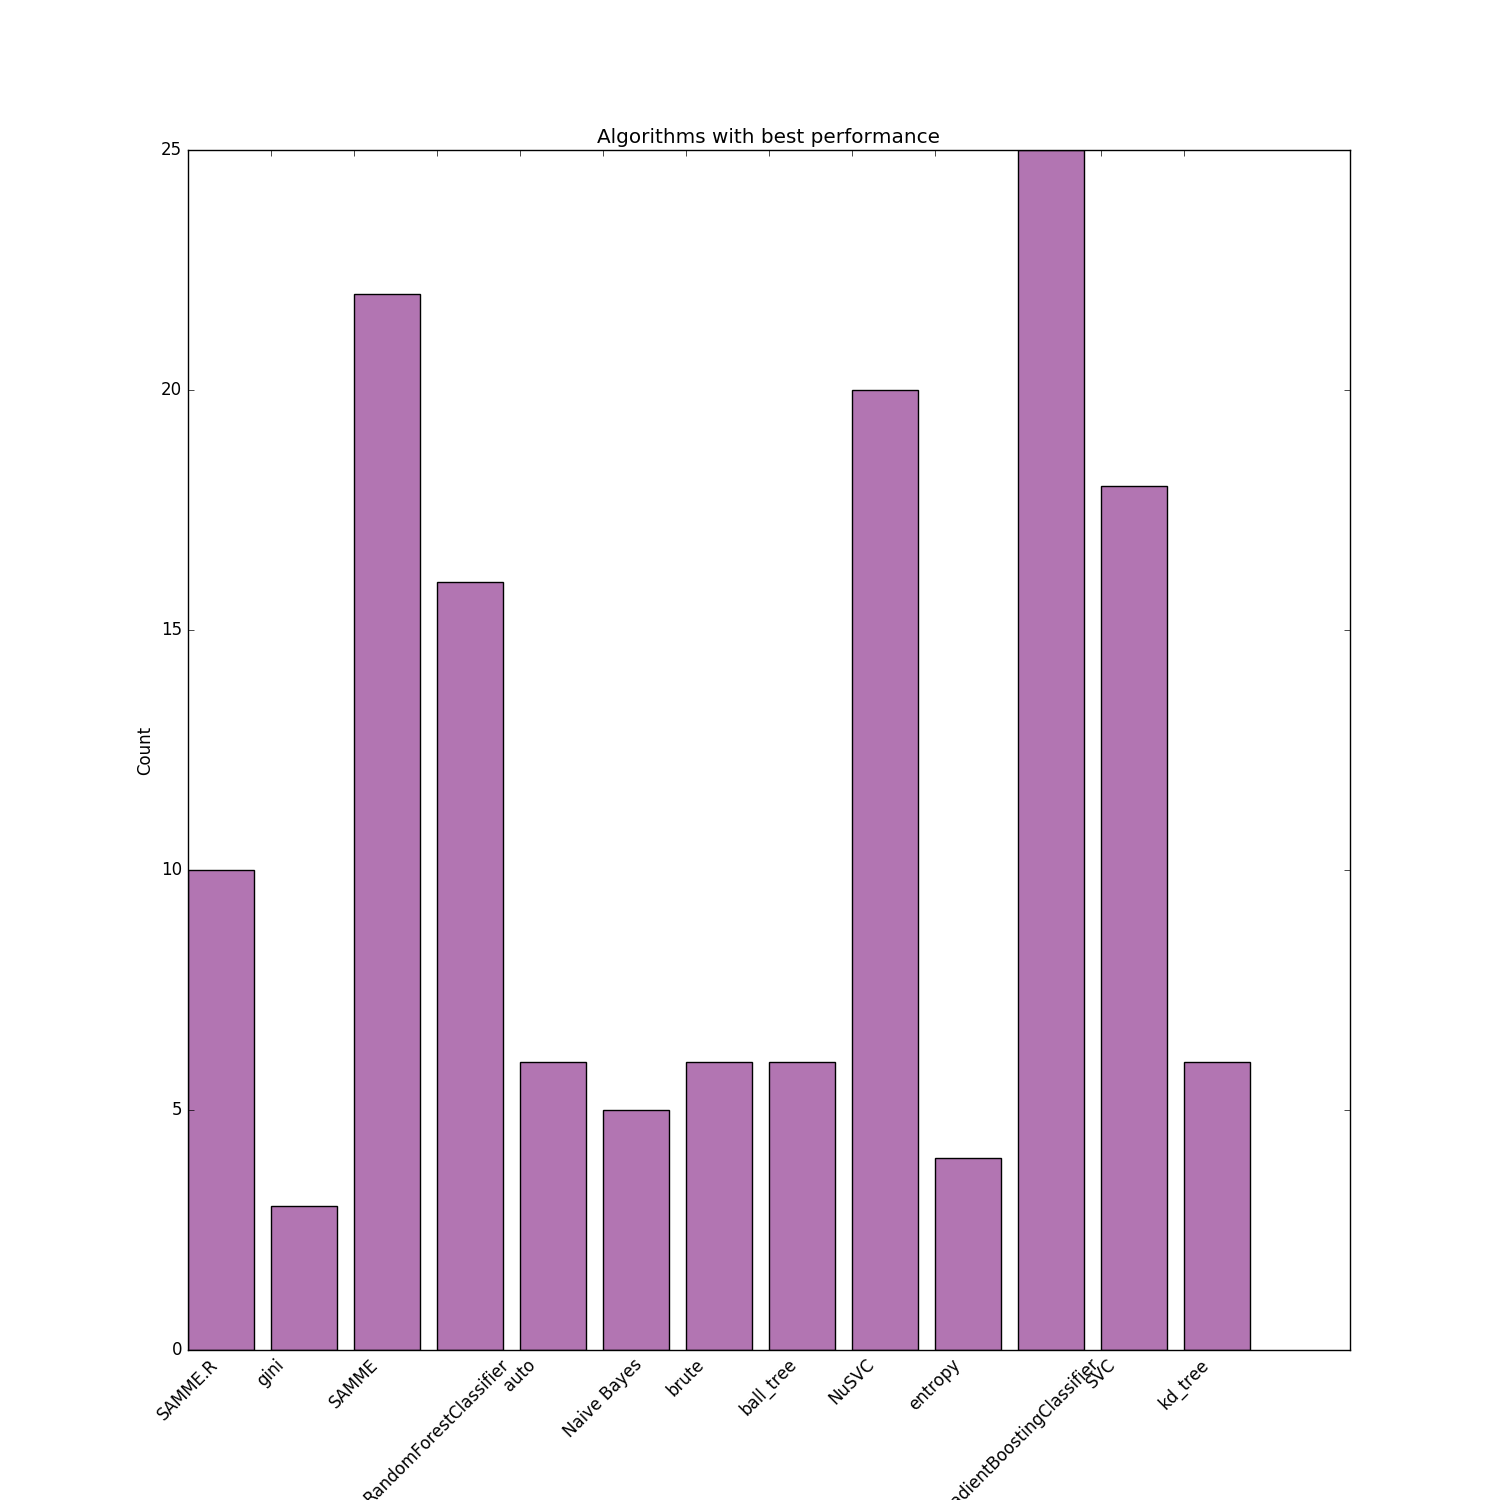 Algorithms with best performance
25
20
15
10
5
0
Count
SAMME.R
gini
SAMME
RandomForestClassifier
auto
Naive Bayes
brute
ball_tree
NuSVC
entropy
adientBoostingClassifier
SVC
kd_tree